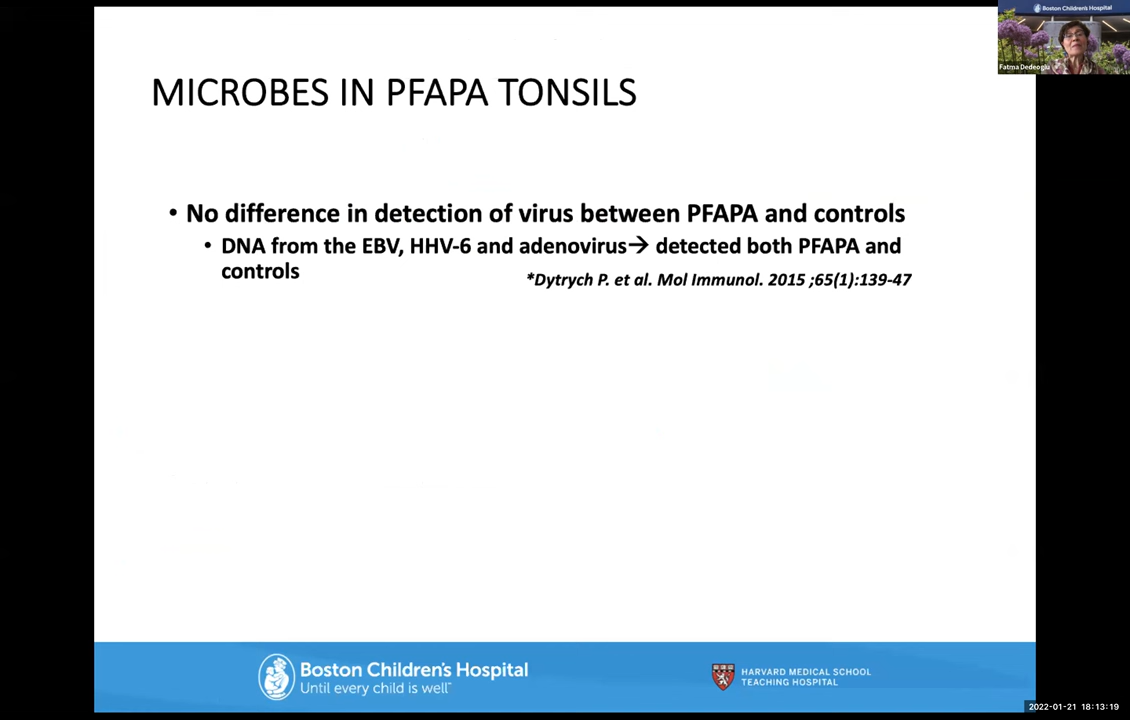 Boston Children's Hospital
Fatma Dedeoglu
MICROBES IN PFAPA TONSILS
• No difference in detection of virus between PFAPA and controls
• DNA from the EBV, HHV-6 and adenovirus→ detected both PFAPA and
controls
*Dytrych P. et al. Mol Immunol. 2015 ;65(1):139-47
Boston Children's Hospital
Until every child is well™
HARVARD MEDICAL SCHOOL
TEACHING HOSPITAL
2022-01-21 18:13:19